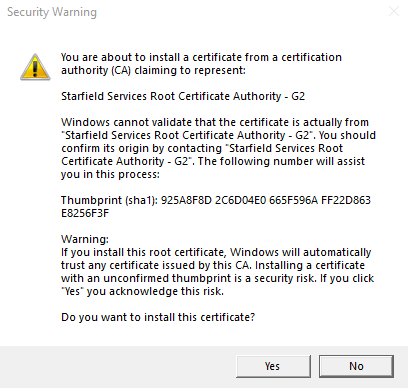 Security Warning
You are about to install a certificate from a certification
authority (CA) claiming to represent:
Starfield Services Root Certificate Authority - G2
Windows cannot validate that the certificate is actually from
"Starfield Services Root Certificate Authority - G2". You should
confirm its origin by contacting "Starfield Services Root
Certificate Authority - G2". The following number will assist
you in this process:
Thumbprint (sha1): 925A8F8D 2C6D04E0 665F596A FF22D863
E8256F3F
Warning:
If you install this root certificate, Windows will automatically
trust any certificate issued by this CA. Installing a certificate
with an unconfirmed thumbprint is a security risk. If you click
"Yes" you acknowledge this risk.
Do you want to install this certificate?
Yes
No